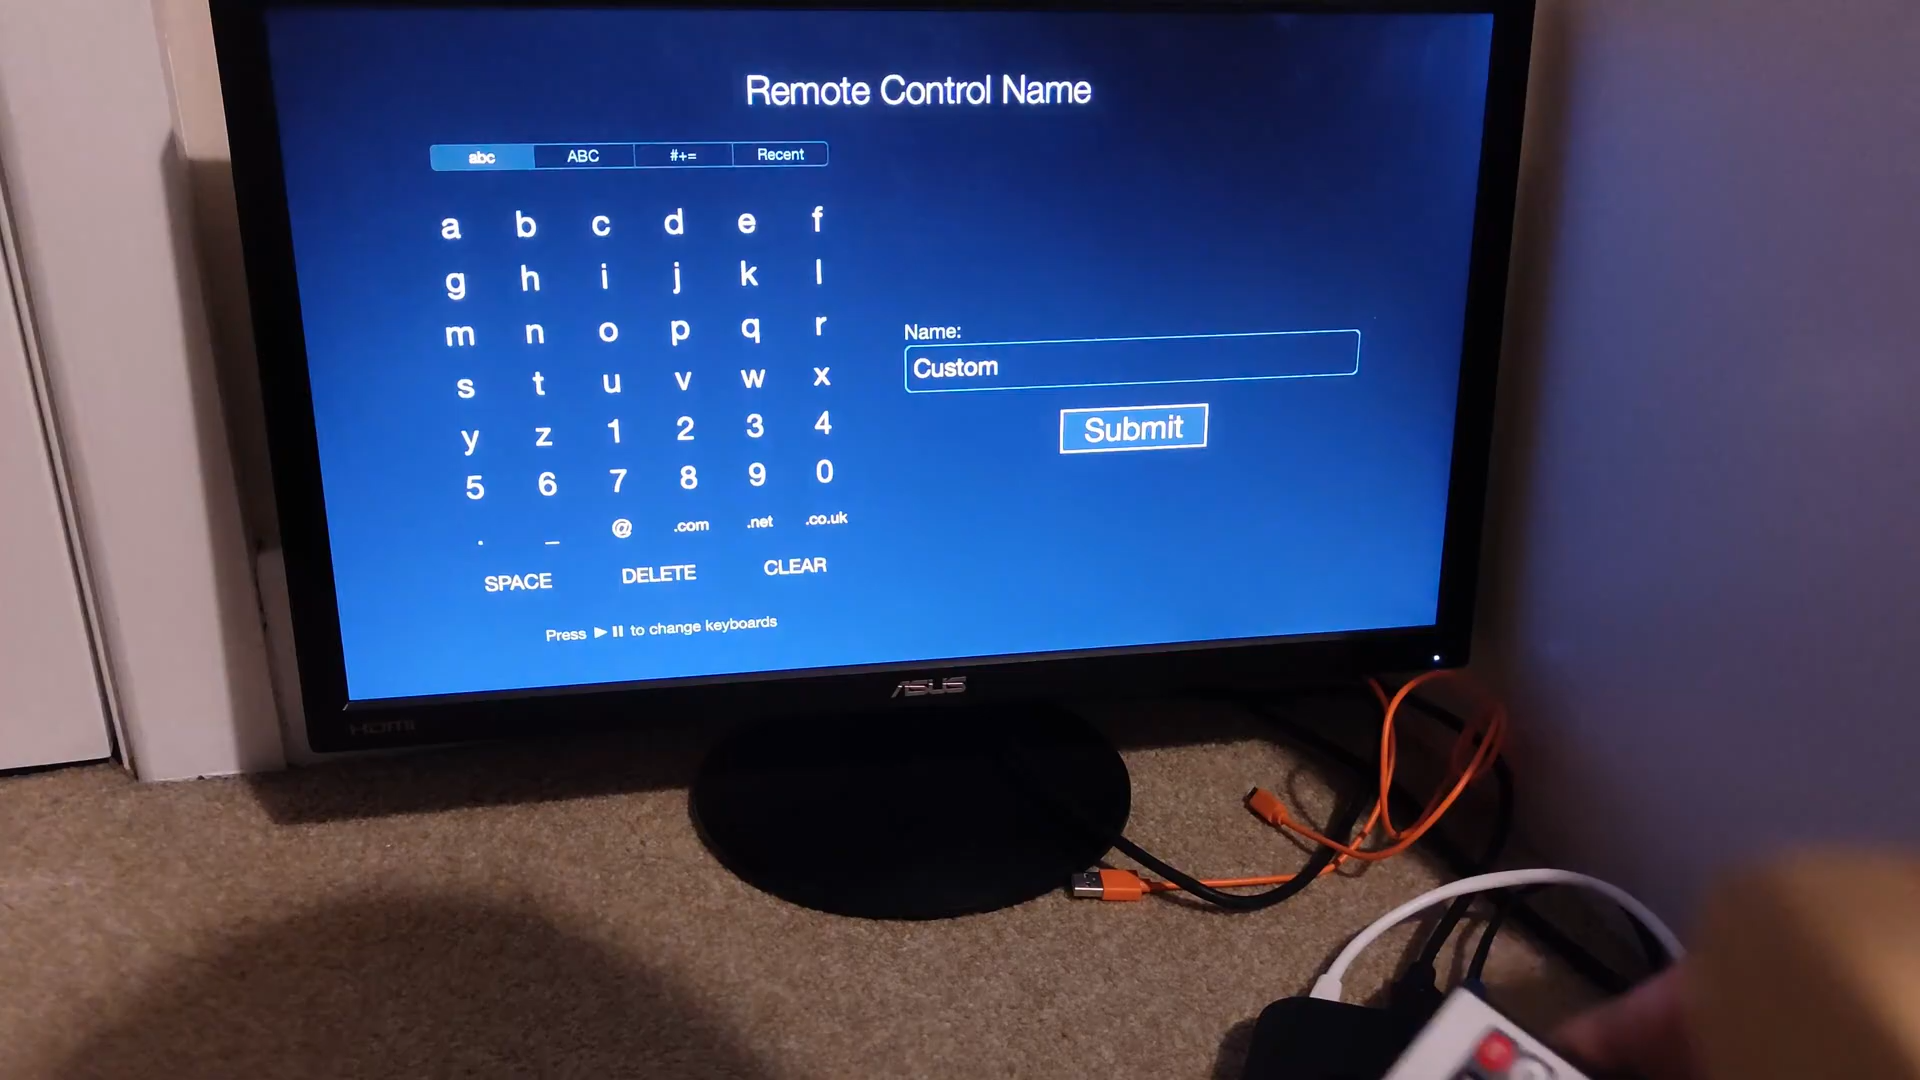 Remote Control Name
abc ABC #+= Recent
a b c d e f
g h i j k l
m n o p q r
s t u v w x
y z 1 2 3 4
5 6 7 8 9 0
. _ @ .com .net .co.uk
SPACE DELETE CLEAR
Press ▶⏸ to change keyboards
Name:
Custom
Submit
ASUS
HDMI